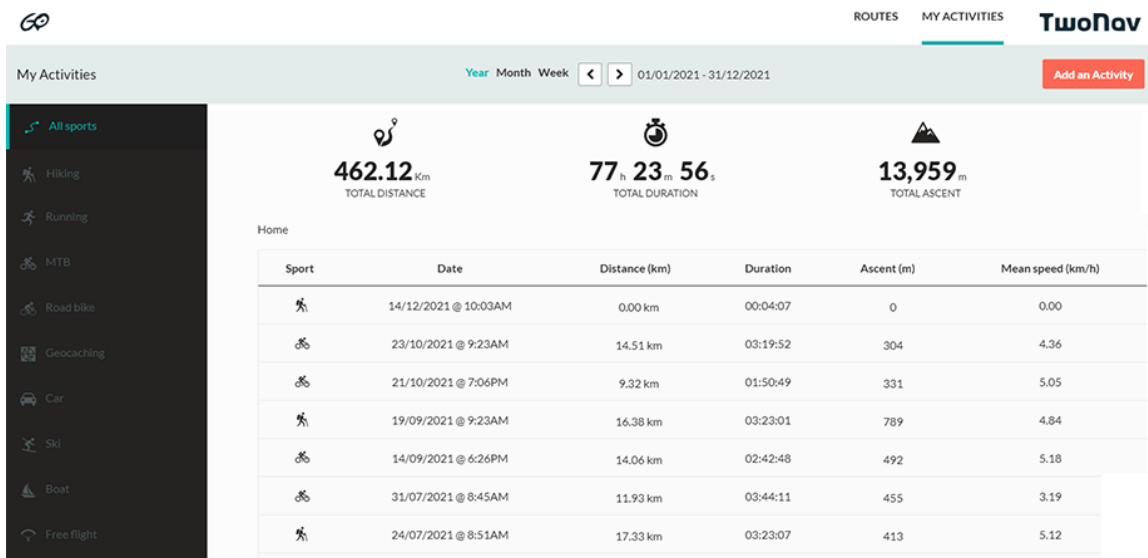 GO
ROUTES MY ACTIVITIES TwoNav
My Activities Year Month Week < > 01/01/2021 - 31/12/2021 Add an Activity
All sports
Hiking
Running
MTB
Road bike
Geocaching
Car
Ski
Boat
Free flight
462.12 Km
TOTAL DISTANCE
77 h 23 m 56 s
TOTAL DURATION
13,959 m
TOTAL ASCENT
Home
Sport Date Distance (km) Duration Ascent (m) Mean speed (km/h)
14/12/2021 @ 10:03AM 0.00 km 00:04:07 0 0.00
23/10/2021 @ 9:23AM 14.51 km 03:19:52 304 4.36
21/10/2021 @ 7:06PM 9.32 km 01:50:49 331 5.05
19/09/2021 @ 9:23AM 16.38 km 03:23:01 789 4.84
14/09/2021 @ 6:26PM 14.06 km 02:42:48 492 5.18
31/07/2021 @ 8:45AM 11.93 km 03:44:11 455 3.19
24/07/2021 @ 8:51AM 17.33 km 03:23:07 413 5.12